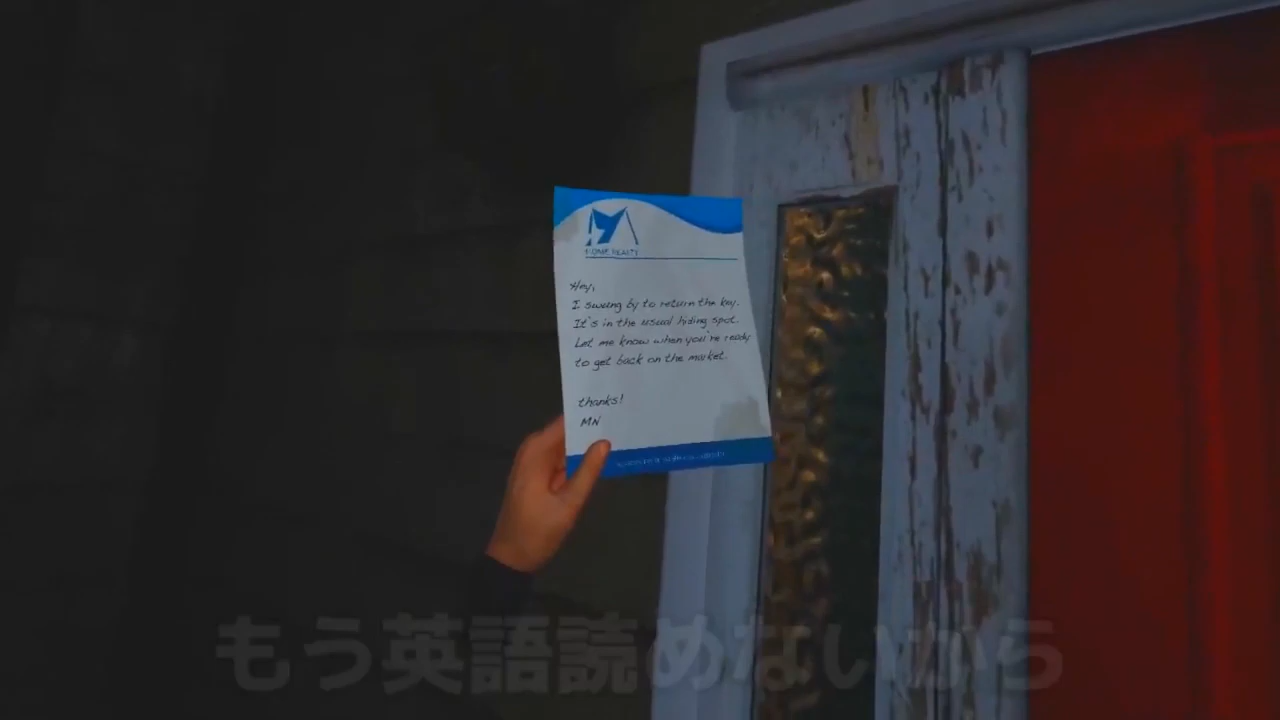 HOME REALTY
Hey,
I swung by to return the key.
It's in the usual hiding spot.
Let me know when you're ready
to get back on the market.
thanks!
MN
もう英語読めないから